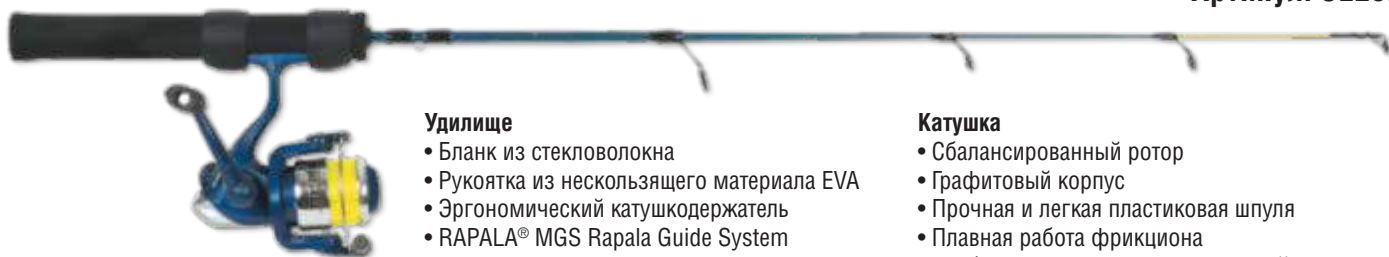 Удилище
• Бланк из стекловолокна
• Рукоятка из нескользящего материала EVA
• Эргономический катушкодержатель
• RAPALA® MGS Rapala Guide System
Катушка
• Сбалансированный ротор
• Графитовый корпус
• Прочная и легкая пластиковая шпуля
• Плавная работа фрикциона